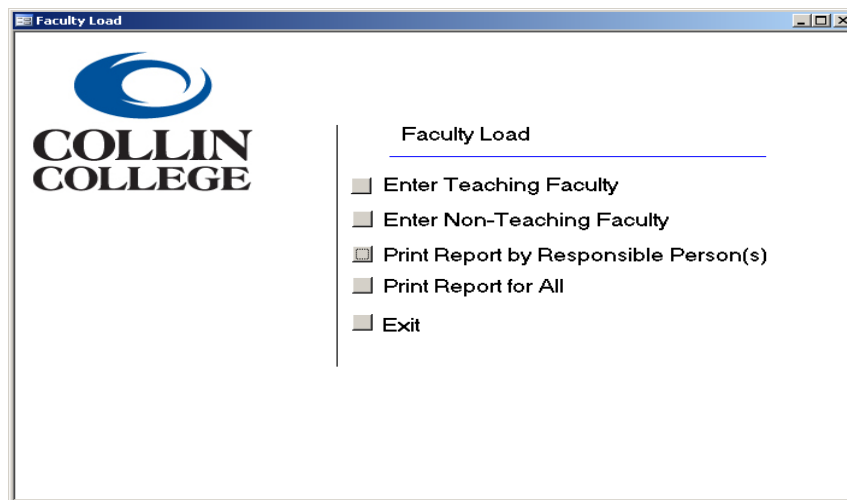 Faculty Load
COLLIN
COLLEGE
Faculty Load
Enter Teaching Faculty
Enter Non-Teaching Faculty
Print Report by Responsible Person(s)
Print Report for All
Exit